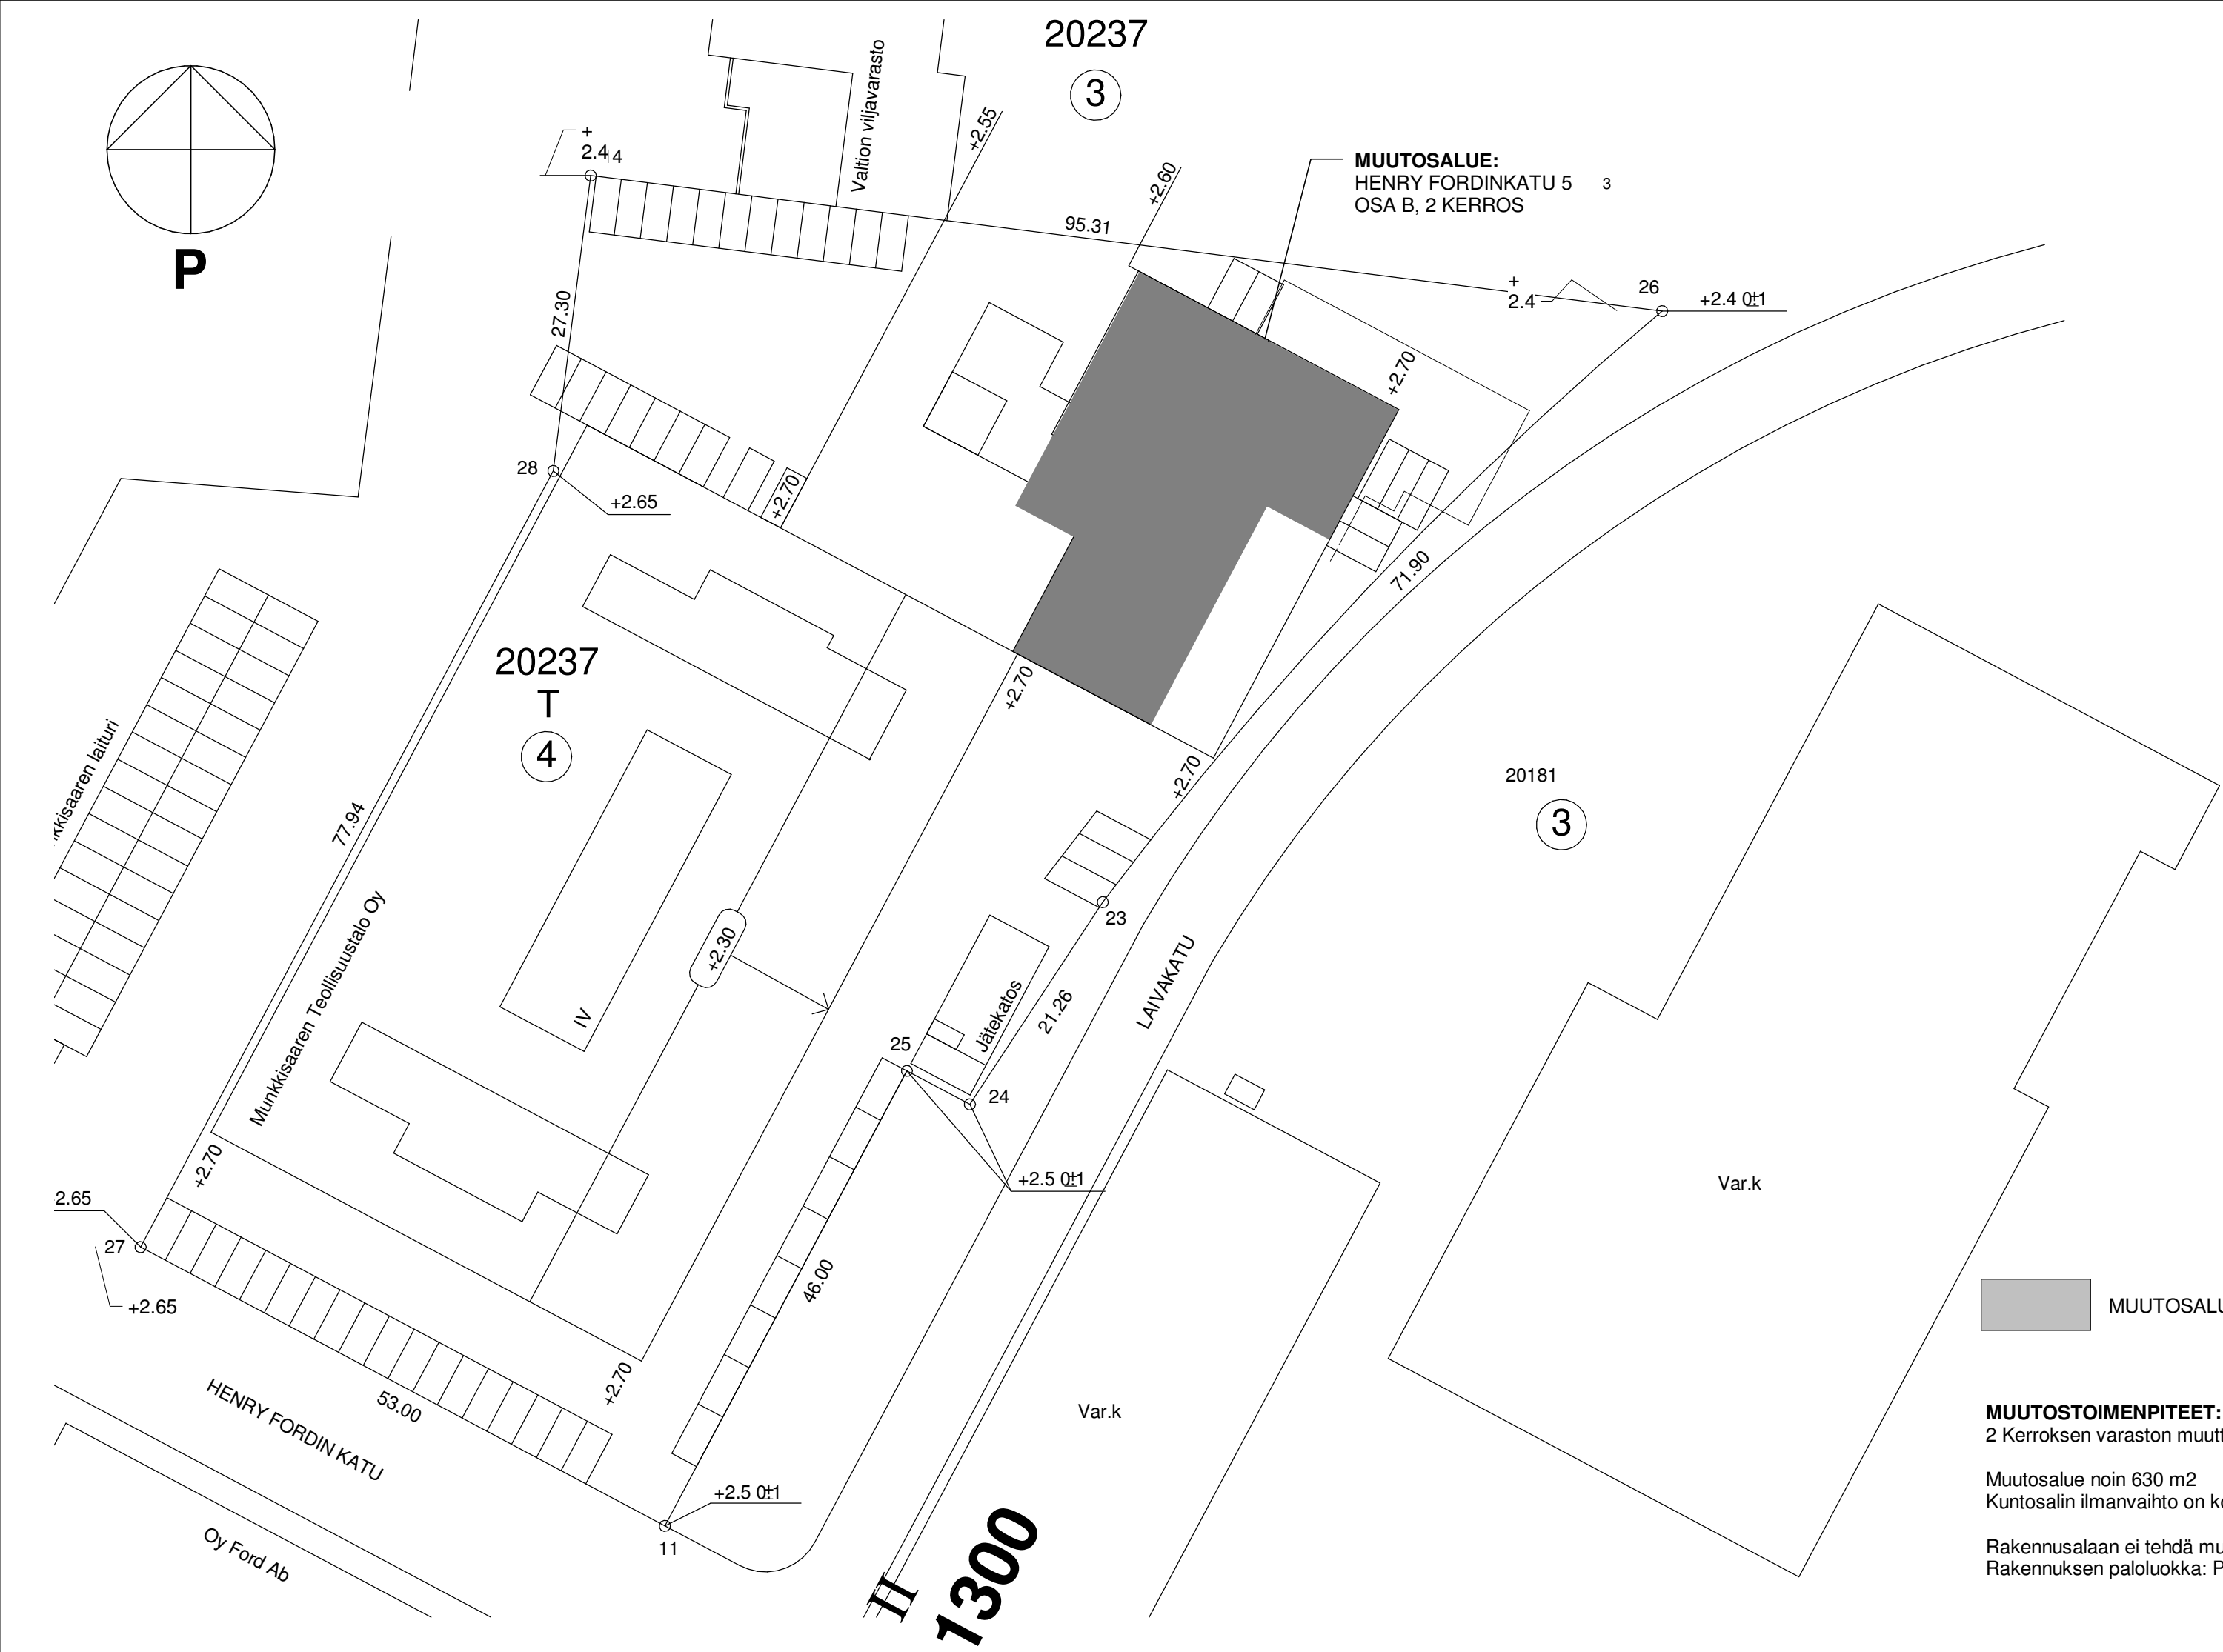 20237
3
Valtion viljavarasto
+2.55
+
2.4 4
P
+2.60
MUUTOSALUE:
HENRY FORDINKATU 5 3
OSA B, 2 KERROS
95.31
+
2.4
26
+2.4 0±1
27.30
+2.70
28
+2.65
+2.70
71.90
20237
T
4
+2.70
+2.70
20181
3
kkisaaren laituri
77.94
Munkkisaaren Teollisuustalo Oy
+2.30
IV
23
LAIVAKATU
21.26
Jätekatos
25
24
+2.5 0±1
Var.k
+2.70
2.65
27
+2.65
46.00
MUUTOSALU
HENRY FORDIN KATU
53.00
+2.70
Var.k
MUUTOSTOIMENPITEET:
2 Kerroksen varaston muutt
Muutosalue noin 630 m2
Kuntosalin ilmanvaihto on ko
Rakennusalaan ei tehdä mu
Rakennuksen paloluokka: P
+2.5 0±1
11
Oy Ford Ab
II
1300